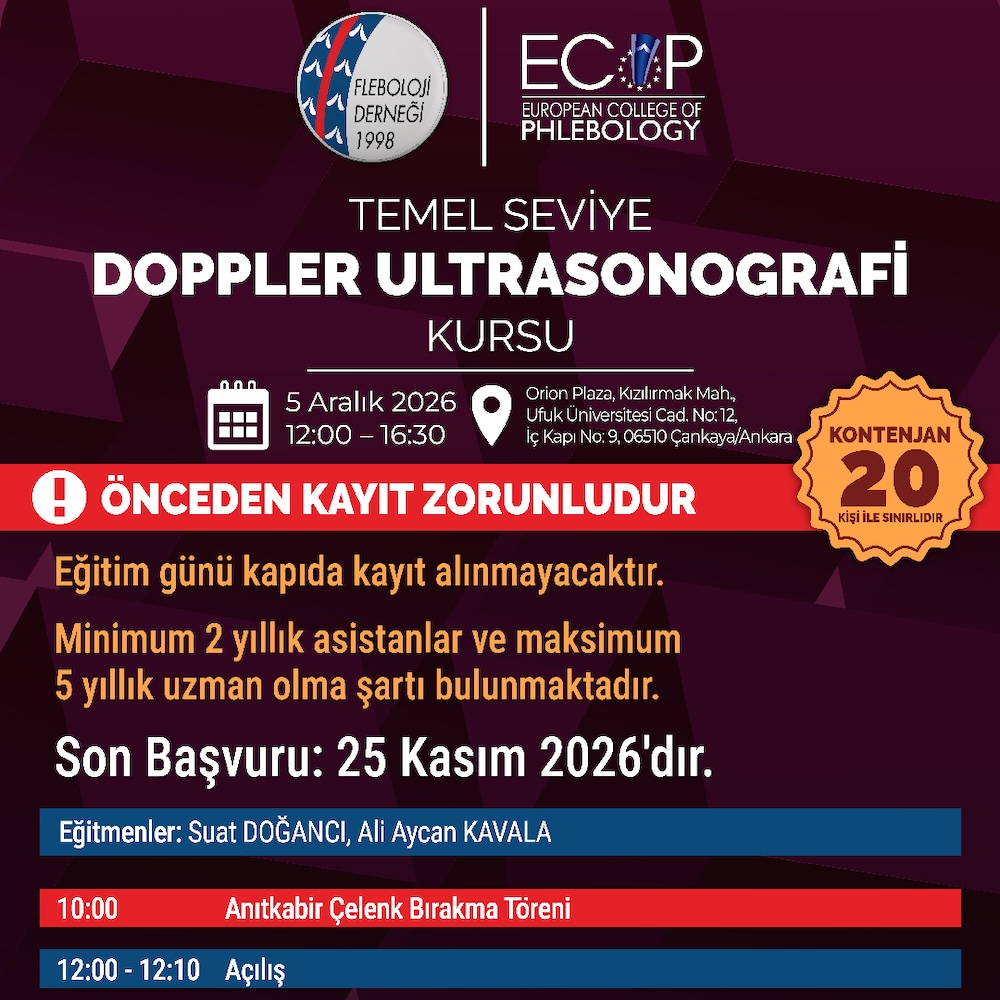 FLEBOLOJİ
DERNEĞİ
1998
ECOP
EUROPEAN COLLEGE OF
PHLEBOLOGY
TEMEL SEVİYE
DOPPLER ULTRASONOGRAFİ
KURSU
5 Aralık 2026
12:00 – 16:30
Orion Plaza, Kızılırmak Mah.,
Ufuk Üniversitesi Cad. No: 12,
İç Kapı No: 9, 06510 Çankaya/Ankara
KONTENJAN
20
KİŞİ İLE SINIRLIDIR
! ÖNCEDEN KAYIT ZORUNLUDUR
Eğitim günü kapıda kayıt alınmayacaktır.
Minimum 2 yıllık asistanlar ve maksimum
5 yıllık uzman olma şartı bulunmaktadır.
Son Başvuru: 25 Kasım 2026'dır.
Eğitmenler: Suat DOĞANCI, Ali Aycan KAVALA
10:00 Anıtkabir Çelenk Bırakma Töreni
12:00 - 12:10 Açılış